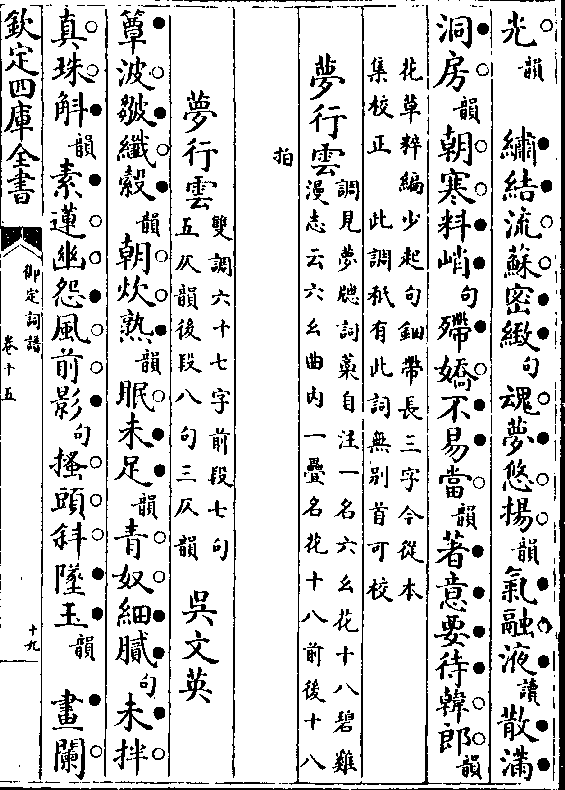 光韻 繡結流蘇密緻句魂夢悠揚韻氣融液讀散滿
洞房韻朝寒料峭句殢嬌不易當韻著意要待韓郎韻
花草粹編少起句鈿帶長三字今從本
集校正 此調祇有此詞無别首可校
夢行雲調見夢䆫詞藁自注一名六幺花十八碧雞
漫志云六幺曲内一疊名花十八前後十八
拍
夢行雲雙調六十七字前段七句
五仄韻後段八句三仄韻 吳文英
簟波皺纖縠韻朝炊熟韻眠未足韻青奴細膩句未拌
真珠斛韻素蓮幽怨風前影句搔頭斜墜玉韻 畫闌
欽定四庫全書
御定詞譜
卷十五
十九